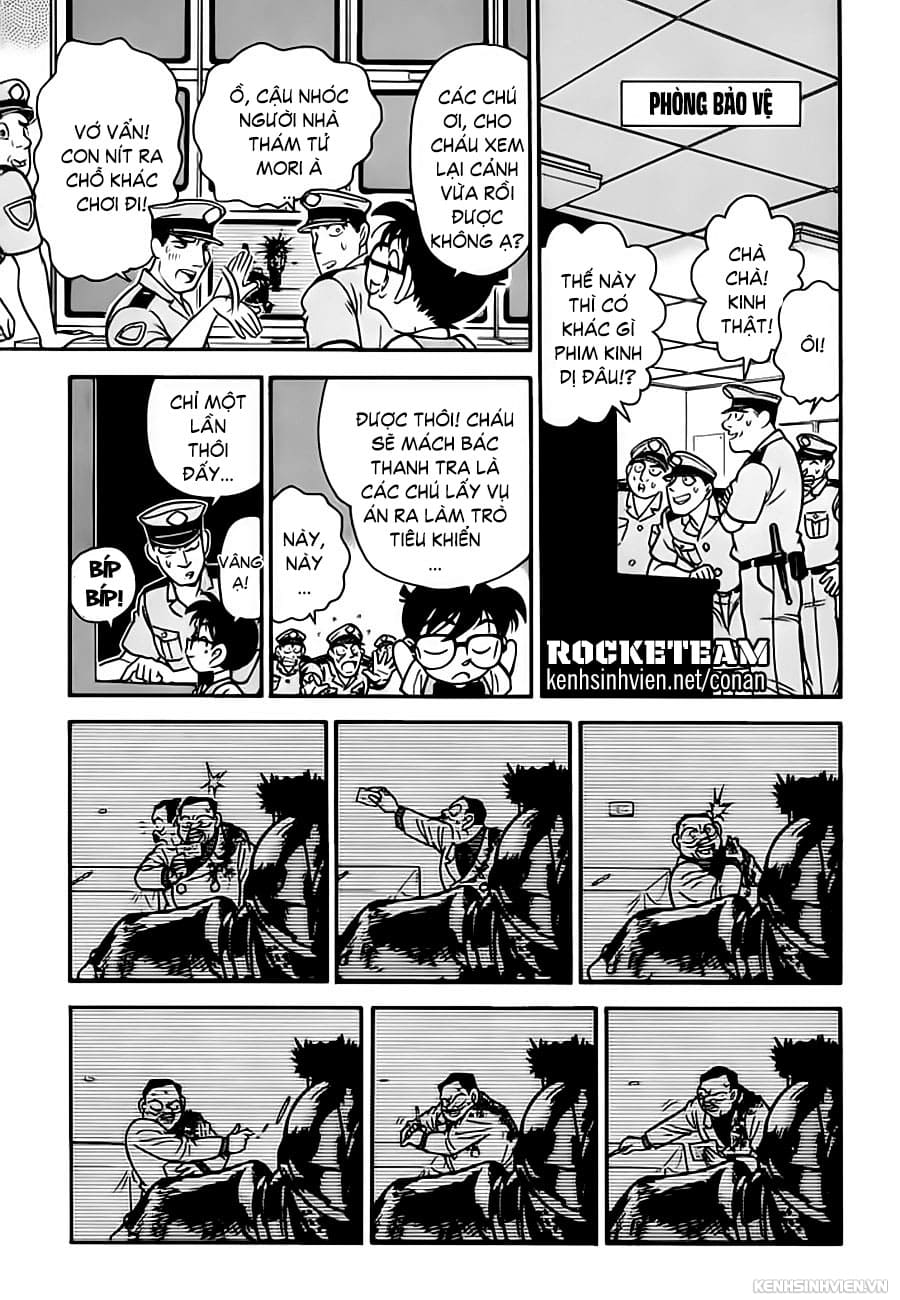 PHÒNG BẢO VỆ
ÔI!
CHÀ
CHÀ!
KINH
THẬT!
THẾ NÀY
THÌ CÓ
KHÁC GÌ
PHIM KINH
DỊ ĐÂU!?
ROCKETEAM
kenhsinhvien.net/conan
CÁC CHÚ
ƠI, CHO
CHÁU XEM
LẠI CẢNH
VỪA RỒI
ĐƯỢC
KHÔNG Ạ?
Ồ, CẬU NHÓC
NGƯỜI NHÀ
THÁM TỬ
MORI À
...
VỚ VẨN!
CON NÍT RA
CHỖ KHÁC
CHƠI ĐI!
ĐƯỢC THÔI! CHÁU
SẼ MÁCH BÁC
THANH TRA LÀ
CÁC CHÚ LẤY VỤ
ÁN RA LÀM TRÒ
TIÊU KHIỂN
...
NÀY,
NÀY ...
...
CHỈ MỘT
LẦN
THÔI
ĐẤY...
VÂNG
Ạ!
BÍP
BÍP!
KENHSINHVIEN.VN